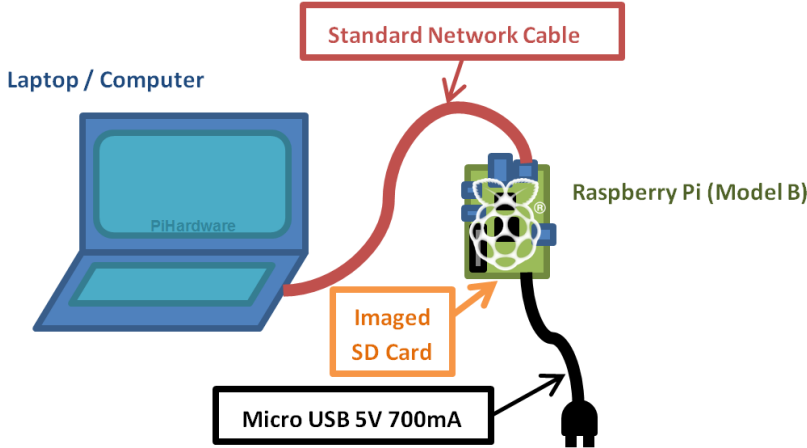 Standard Network Cable
Laptop / Computer
Raspberry Pi (Model B)
®
PiHardware
Imaged
SD Card
Micro USB 5V 700mA